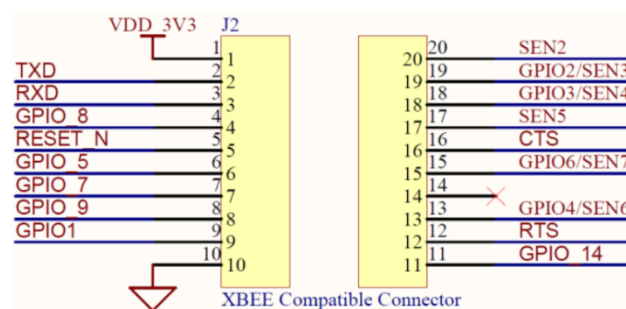 VDD_3V3 J2
1 1 20 20 SEN2
TXD 2 2 19 19 GPIO2/SEN3
RXD 3 3 18 18 GPIO3/SEN4
GPIO_8 4 4 17 17 SEN5
RESET_N 5 5 16 16 CTS
GPIO_5 6 6 15 15 GPIO6/SEN7
GPIO_7 7 7 14 14
GPIO_9 8 8 13 13 GPIO4/SEN6
GPIO1 9 9 12 12 RTS
10 10 11 11 GPIO_14
XBEE Compatible Connector